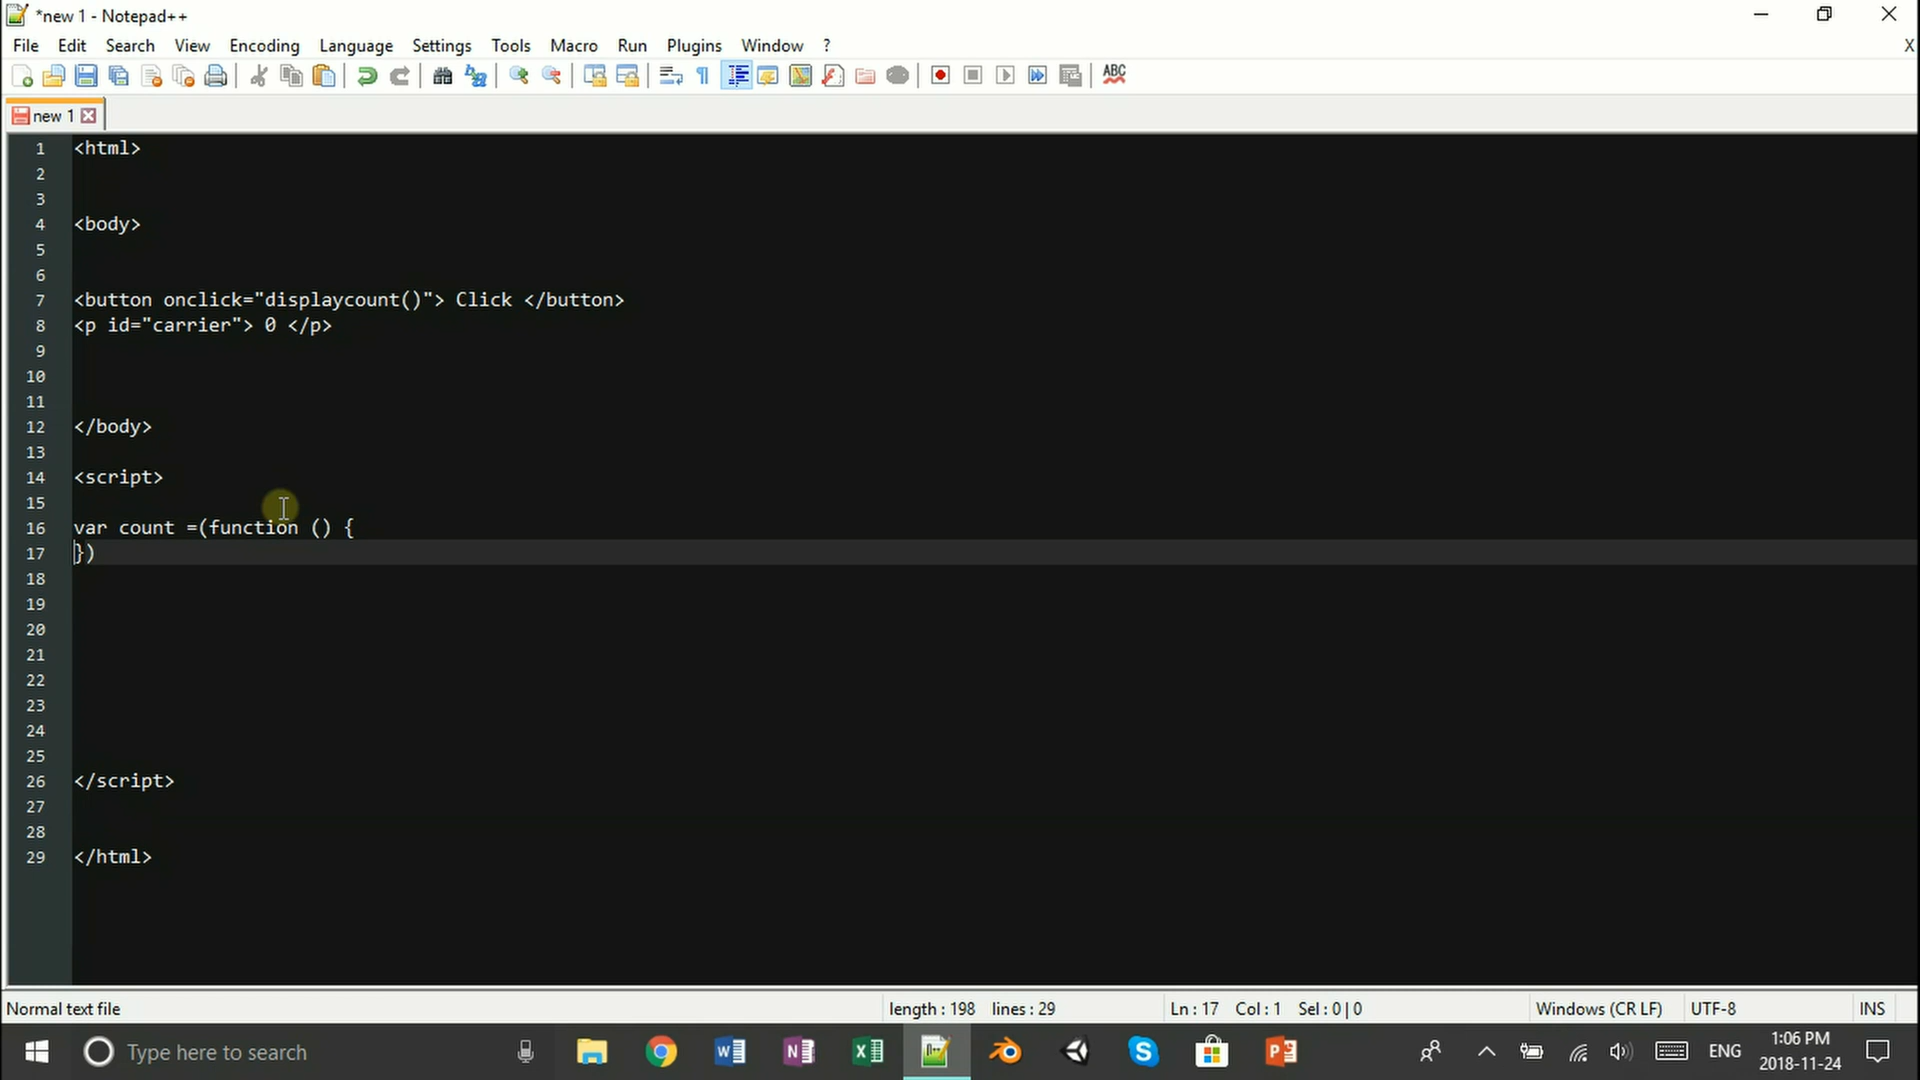 *new 1 - Notepad++
File Edit Search View Encoding Language Settings Tools Macro Run Plugins Window ? X
ABC
new 1
1 <html>
2
3
4 <body>
5
6
7 <button onclick="displaycount()"> Click </button>
8 <p id="carrier"> 0 </p>
9
10
11
12 </body>
13
14 <script>
15
16 var count =(function () {
17 })
18
19
20
21
22
23
24
25
26 </script>
27
28
29 </html>
Normal text file length : 198 lines : 29 Ln : 17 Col : 1 Sel : 0 | 0 Windows (CR LF) UTF-8 INS
Type here to search ENG 1:06 PM
2018-11-24